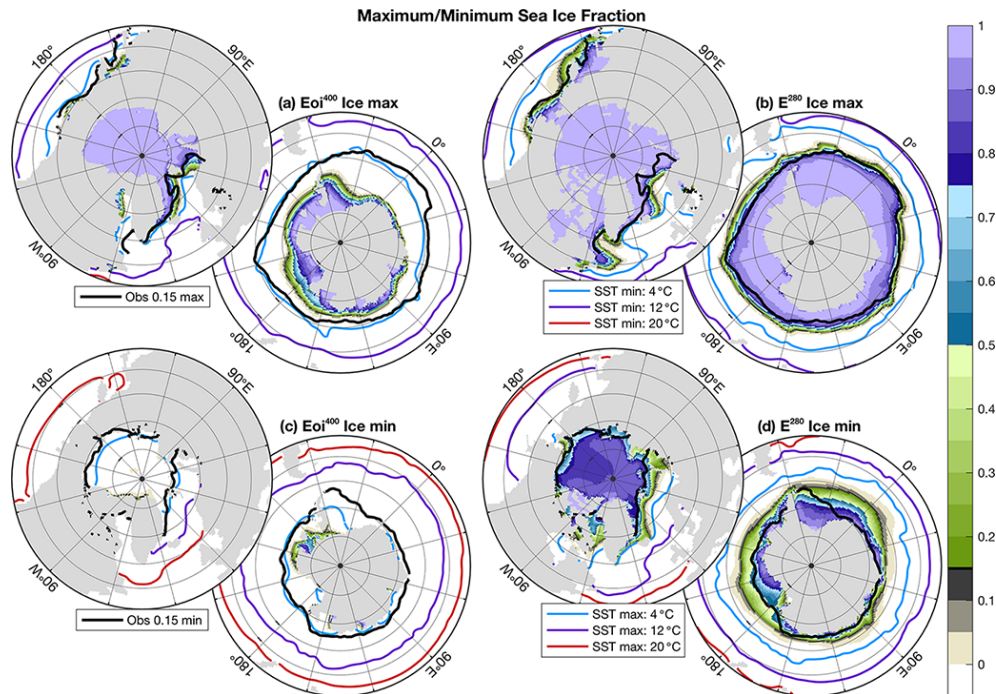 Maximum/Minimum Sea Ice Fraction
180°
90°E
(a) Eoi⁴⁰⁰ Ice max
0°
90°W
180°
90°E
Obs 0.15 max
180°
90°E
(b) E²⁸⁰ Ice max
0°
90°W
180°
90°E
SST min: 4°C
SST min: 12°C
SST min: 20°C
180°
90°E
(c) Eoi⁴⁰⁰ Ice min
0°
90°W
180°
90°E
Obs 0.15 min
180°
90°E
(d) E²⁸⁰ Ice min
0°
90°W
180°
90°E
SST max: 4°C
SST max: 12°C
SST max: 20°C
1
0.9
0.8
0.7
0.6
0.5
0.4
0.3
0.2
0.1
0